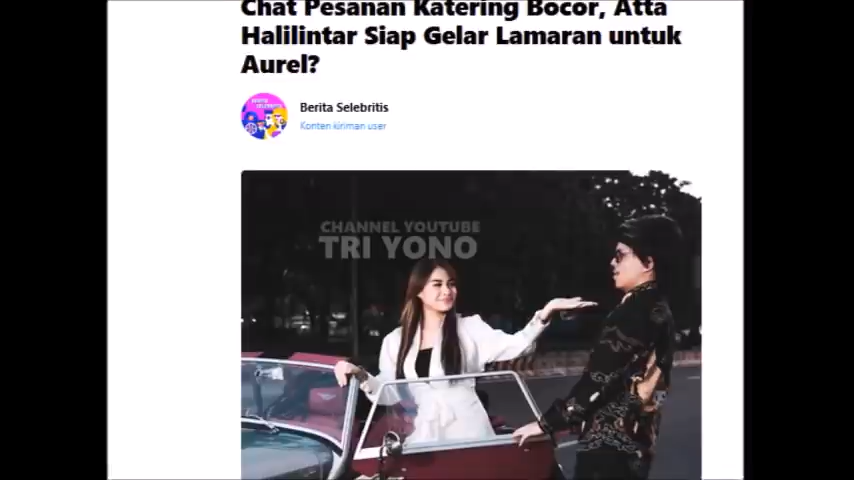 Chat Pesanan Katering Bocor, Atta
Halilintar Siap Gelar Lamaran untuk
Aurel?
Berita Selebritis
Konten kiriman user
CHANNEL YOUTUBE
TRI YONO